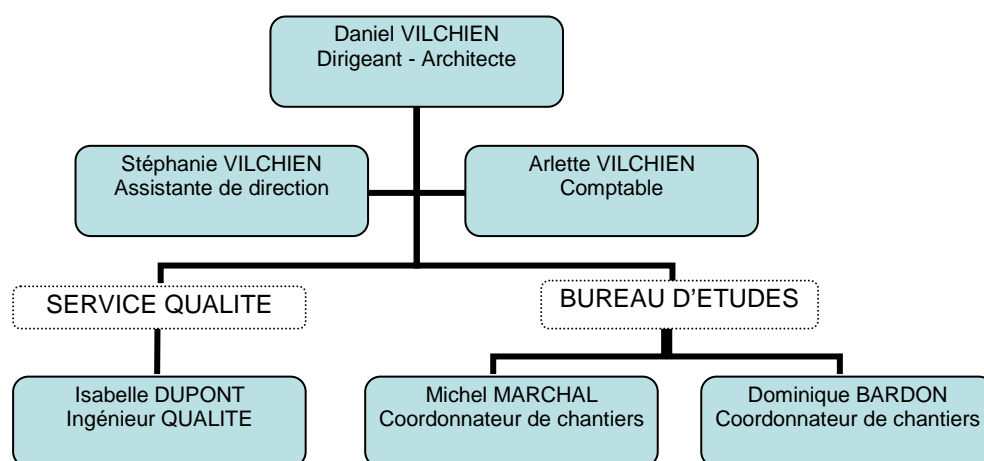 Daniel VILCHIEN
Dirigeant - Architecte
Stéphanie VILCHIEN
Assistante de direction
Arlette VILCHIEN
Comptable
SERVICE QUALITE
BUREAU D'ETUDES
Isabelle DUPONT
Ingénieur QUALITE
Michel MARCHAL
Coordonnateur de chantiers
Dominique BARDON
Coordonnateur de chantiers